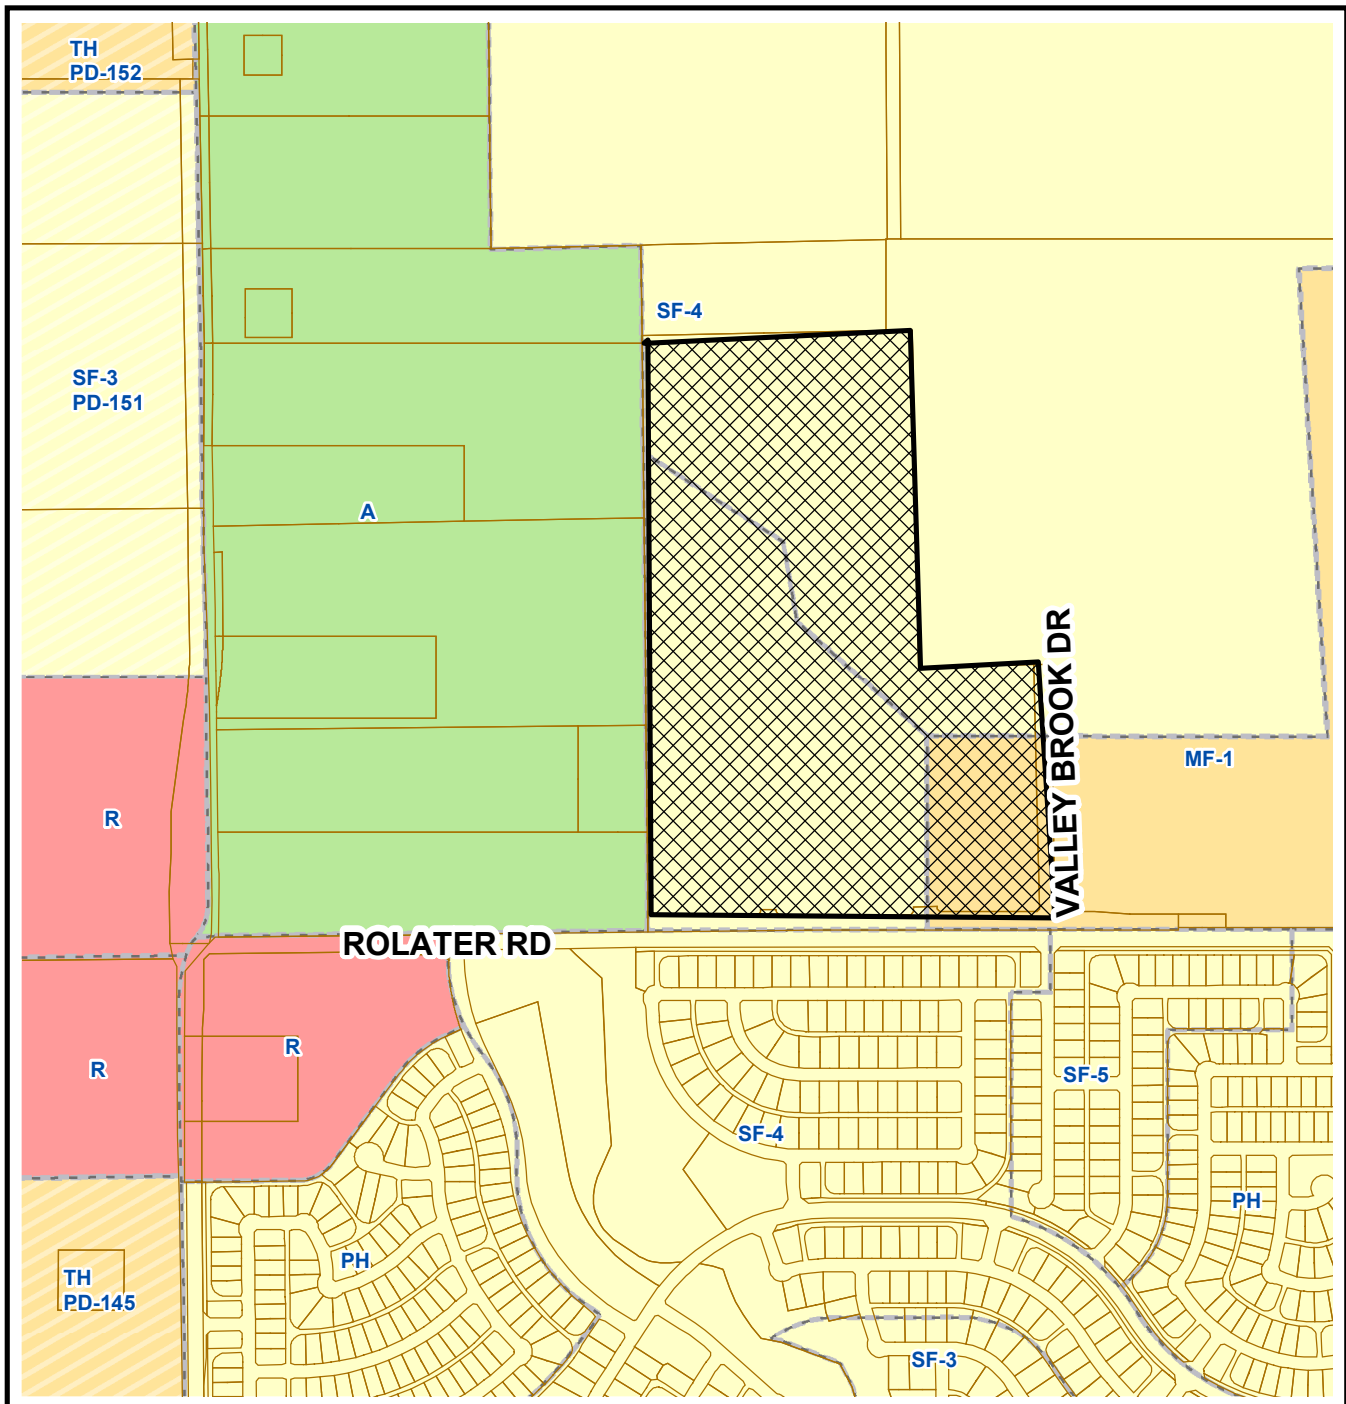 TH
PD-152
SF-4
SF-3
PD-151
A
VALLEY BROOK DR
MF-1
R
ROLATER RD
R
R
SF-5
SF-4
PH
PH
TH
PD-145
SF-3